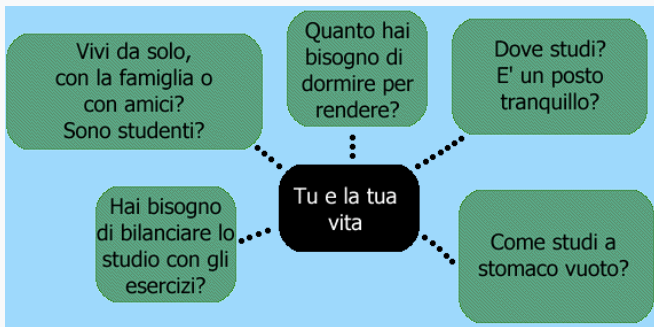 Vivi da solo,
con la famiglia o
con amici?
Sono studenti?
Quanto hai
bisogno di
dormire per
rendere?
Dove studi?
E' un posto
tranquillo?
Tu e la tua
vita
Hai bisogno
di bilanciare lo
studio con gli
esercizi?
Come studi a
stomaco vuoto?